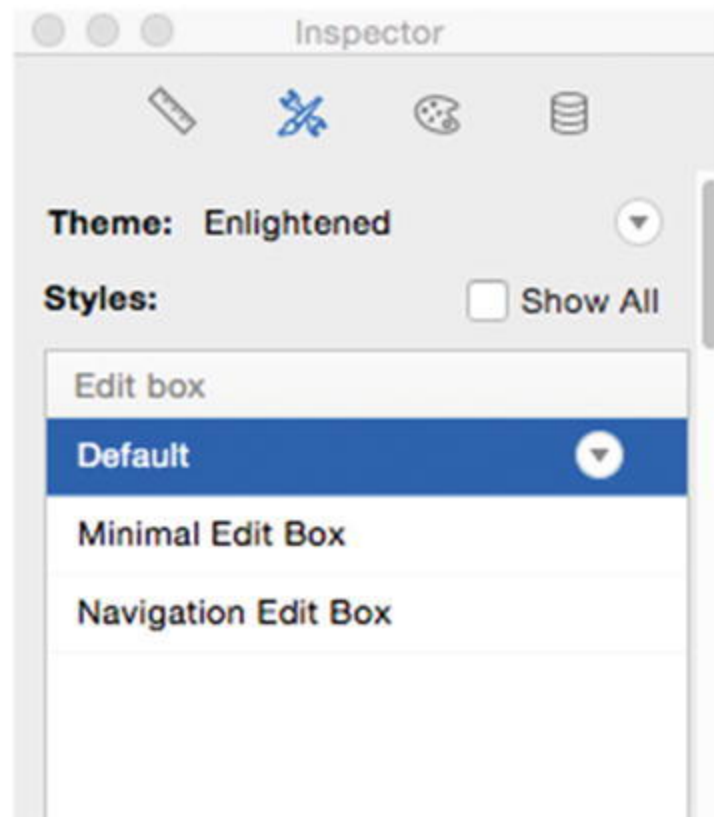 Inspector
Theme: Enlightened
Styles: Show All
Edit box
Default
Minimal Edit Box
Navigation Edit Box